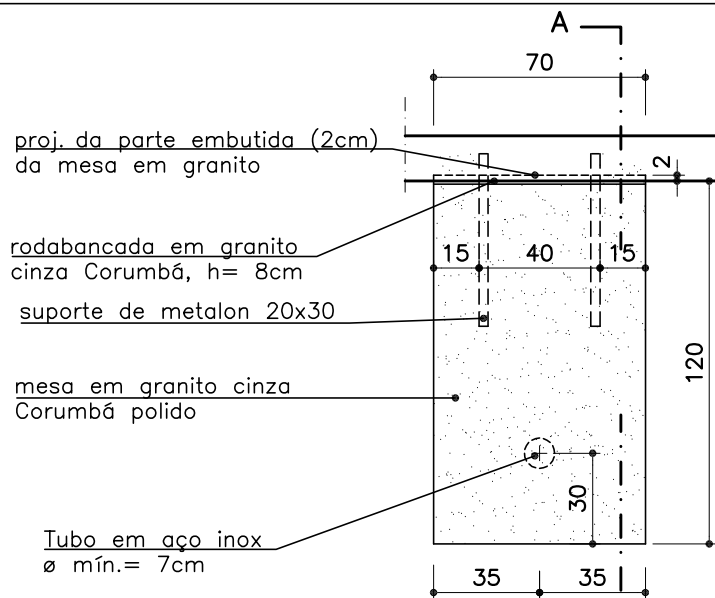 A
70
proj. da parte embutida (2cm)
da mesa em granito
2
rodabancada em granito
cinza Corumbá, h= 8cm
15 40 15
suporte de metalon 20x30
120
mesa em granito cinza
Corumbá polido
30
Tubo em aço inox
ø mín.= 7cm
35 35